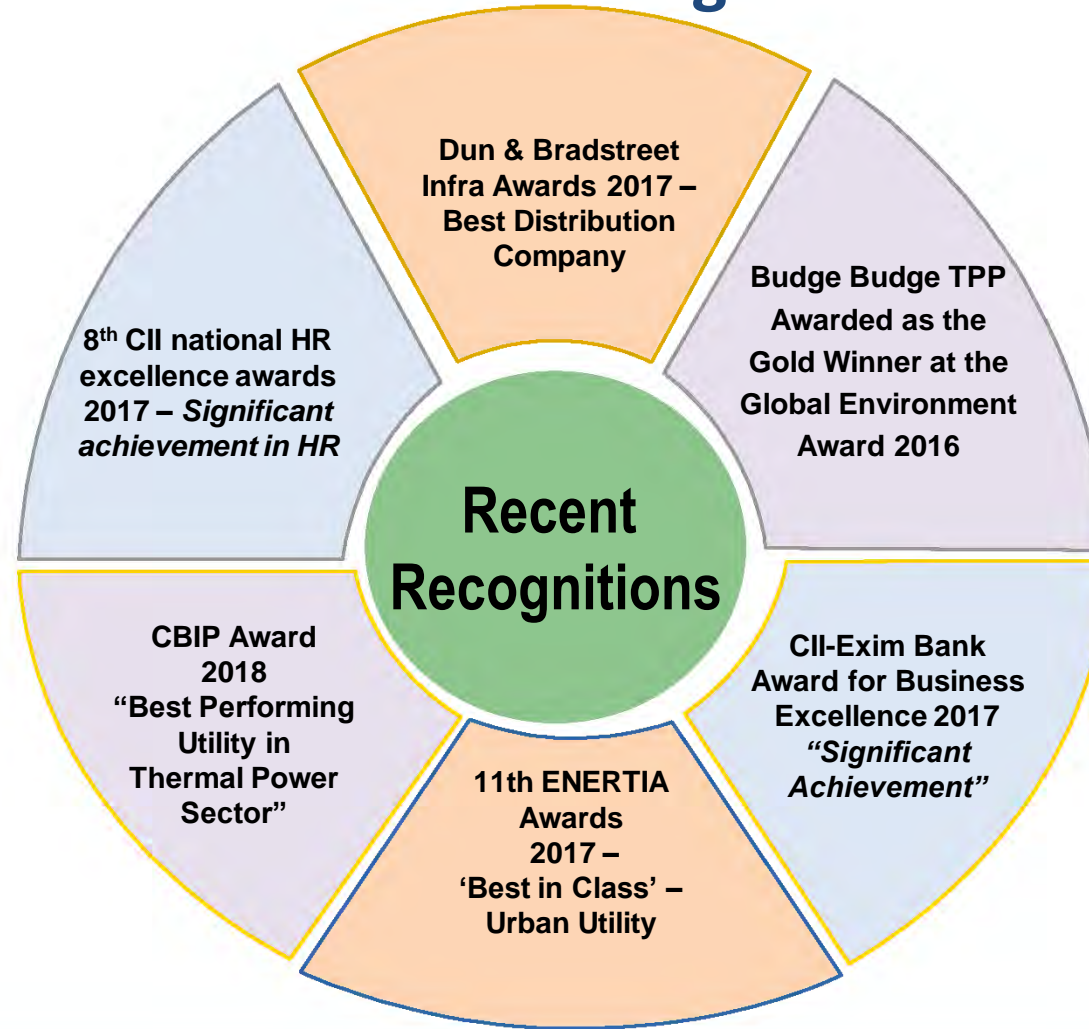 Dun & Bradstreet
Infra Awards 2017 –
Best Distribution
Company
Budge Budge TPP
Awarded as the
Gold Winner at the
Global Environment
Award 2016
CII-Exim Bank
Award for Business
Excellence 2017
“Significant
Achievement”
11th ENERTIA
Awards
2017 –
‘Best in Class’ –
Urban Utility
CBIP Award
2018
“Best Performing
Utility in
Thermal Power
Sector”
8th CII national HR
excellence awards
2017 – Significant
achievement in HR
Recent
Recognitions